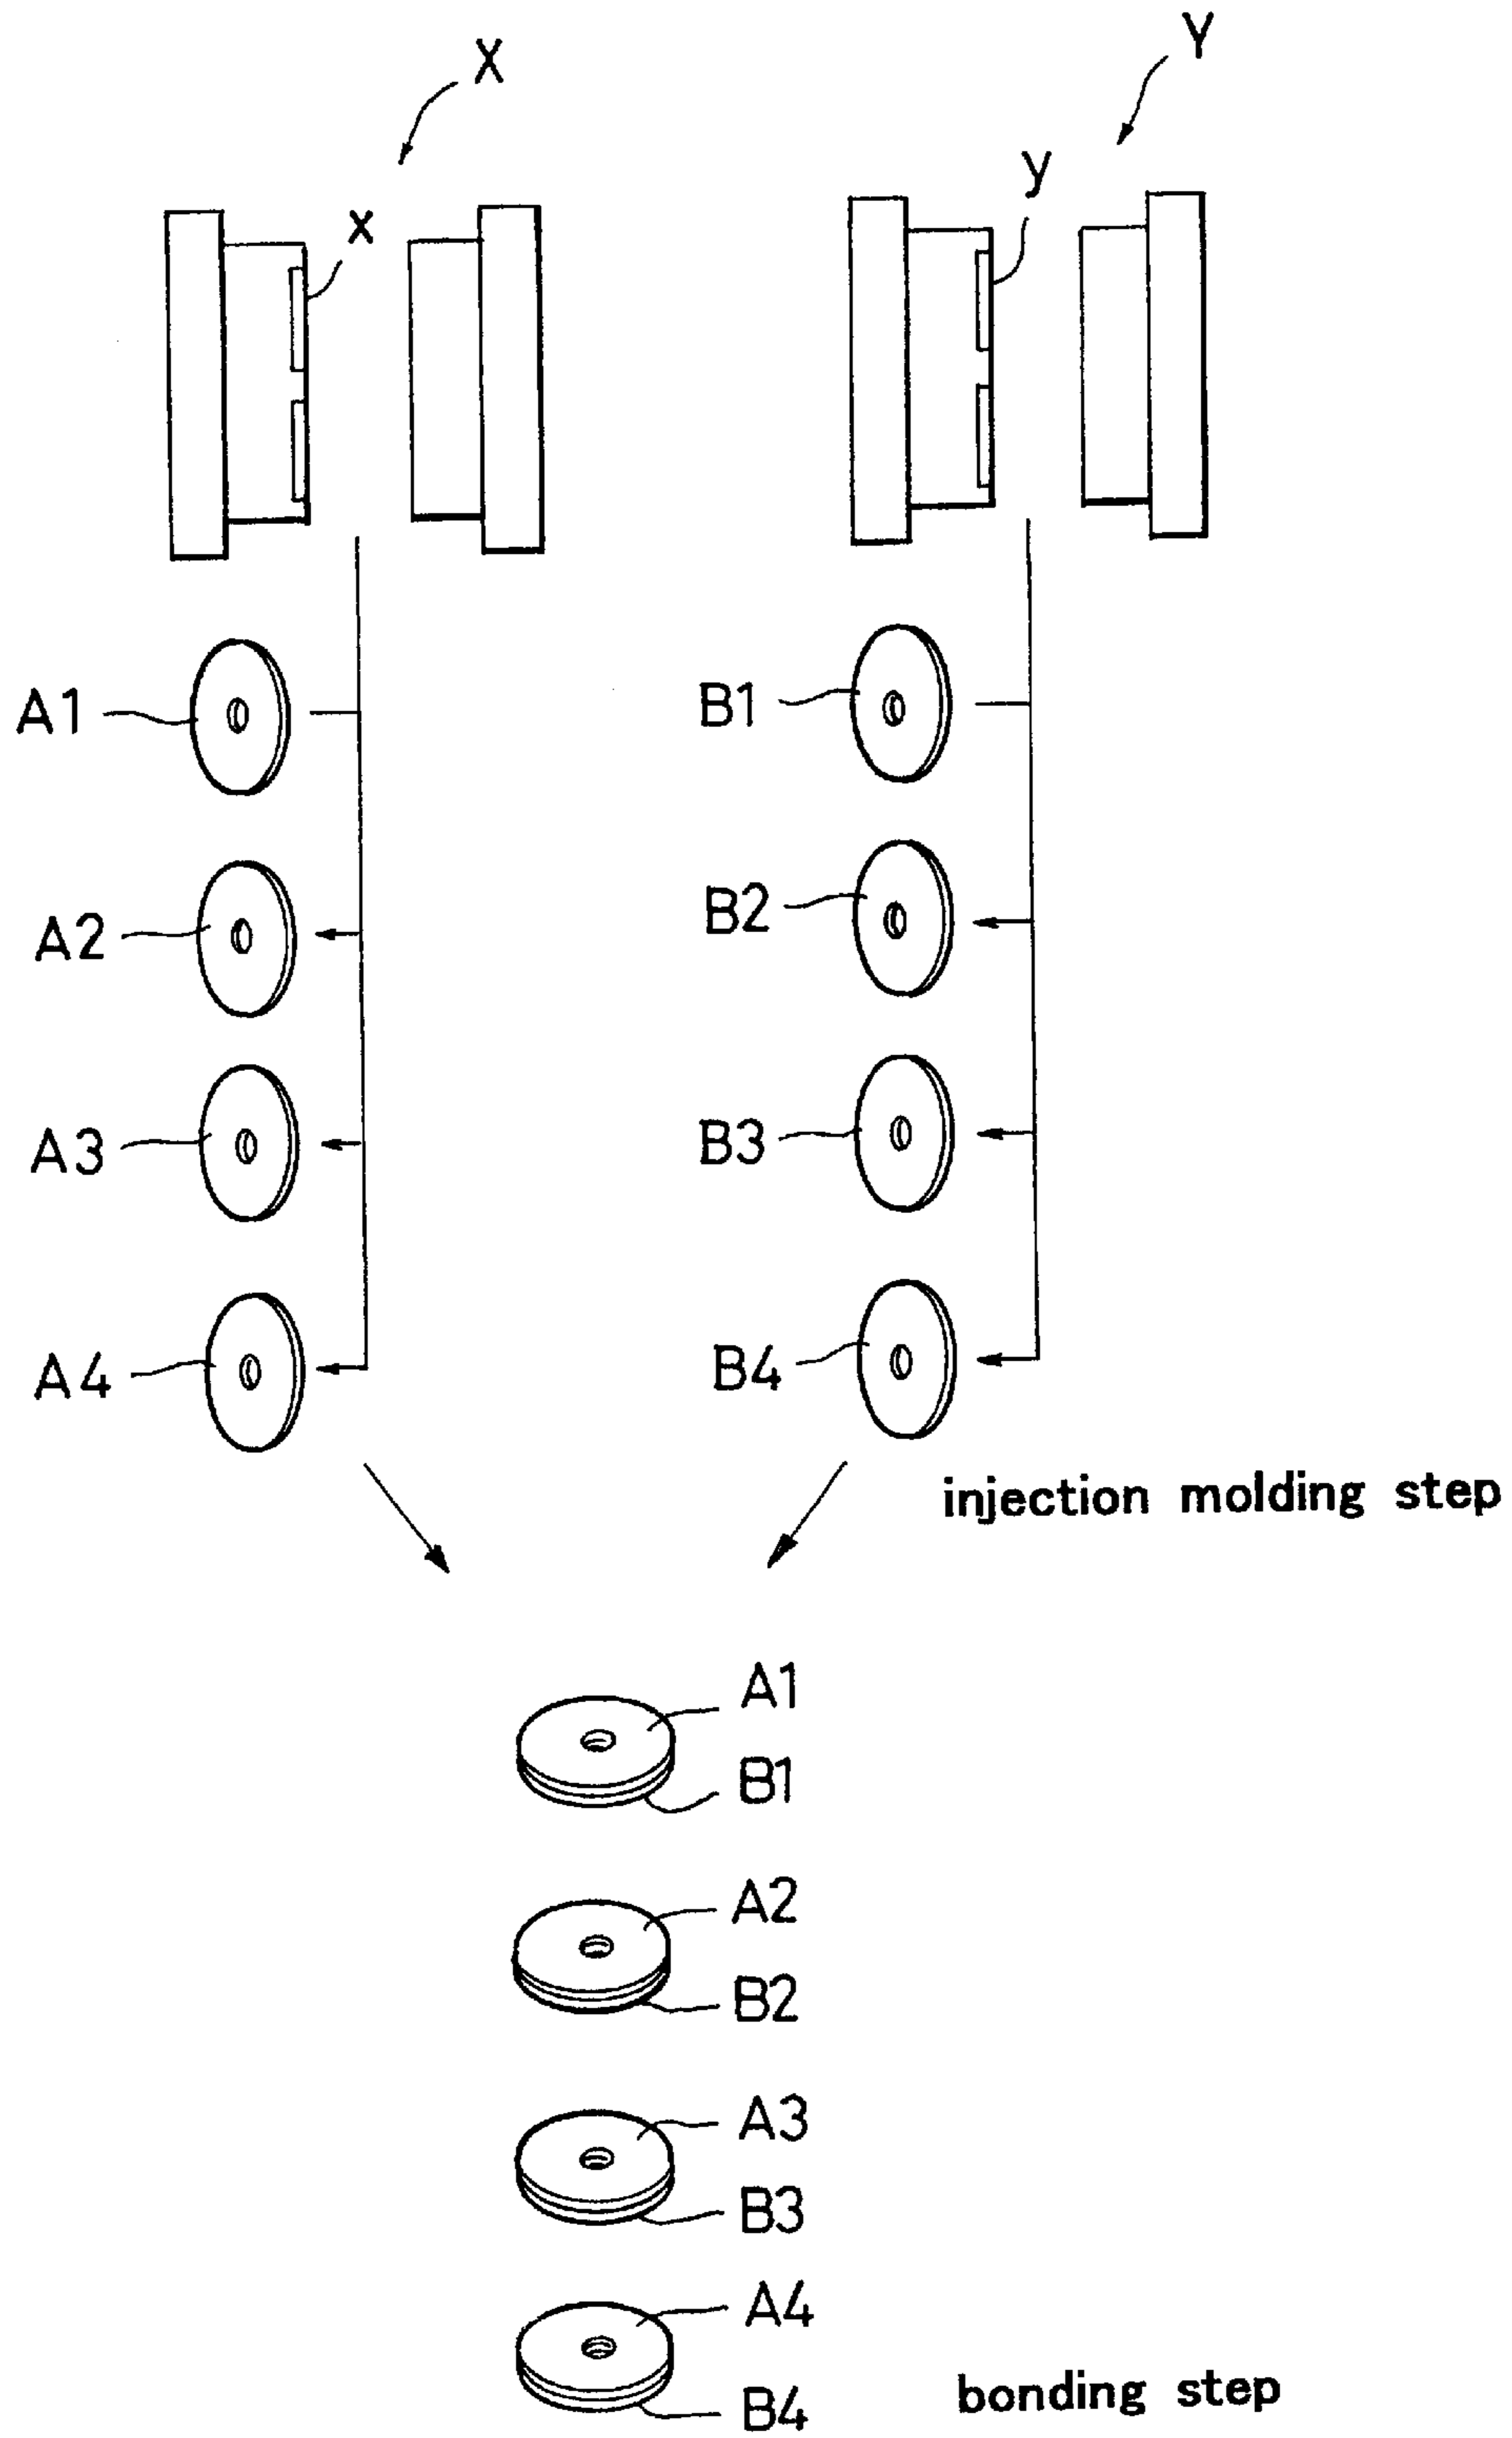 X
Y
x
y
A1
B1
A2
B2
A3
B3
A4
B4
injection molding step
A1
B1
A2
B2
A3
B3
A4
B4
bonding step